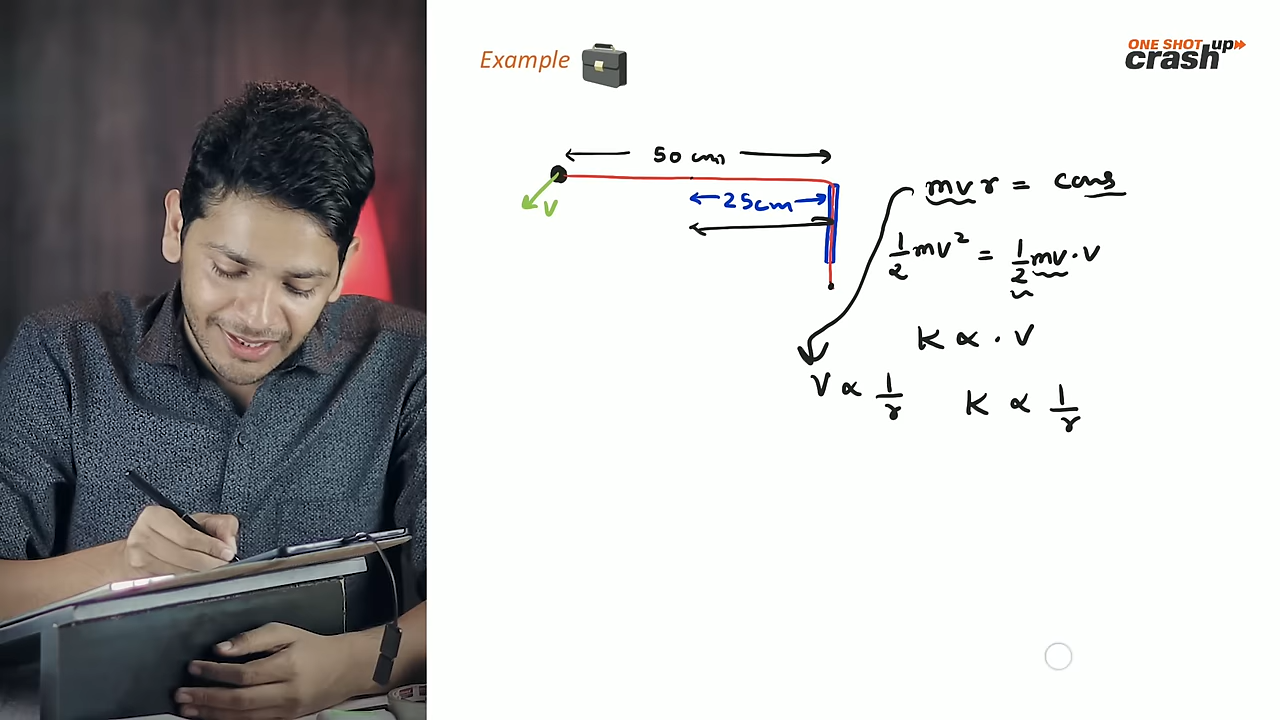 Example
ONE SHOT
crash up
50 cm
25cm
V
mvr = cons
1/2 mv² = 1/2 mv · v
K ∝ · V
V ∝ 1/r
K ∝ 1/r